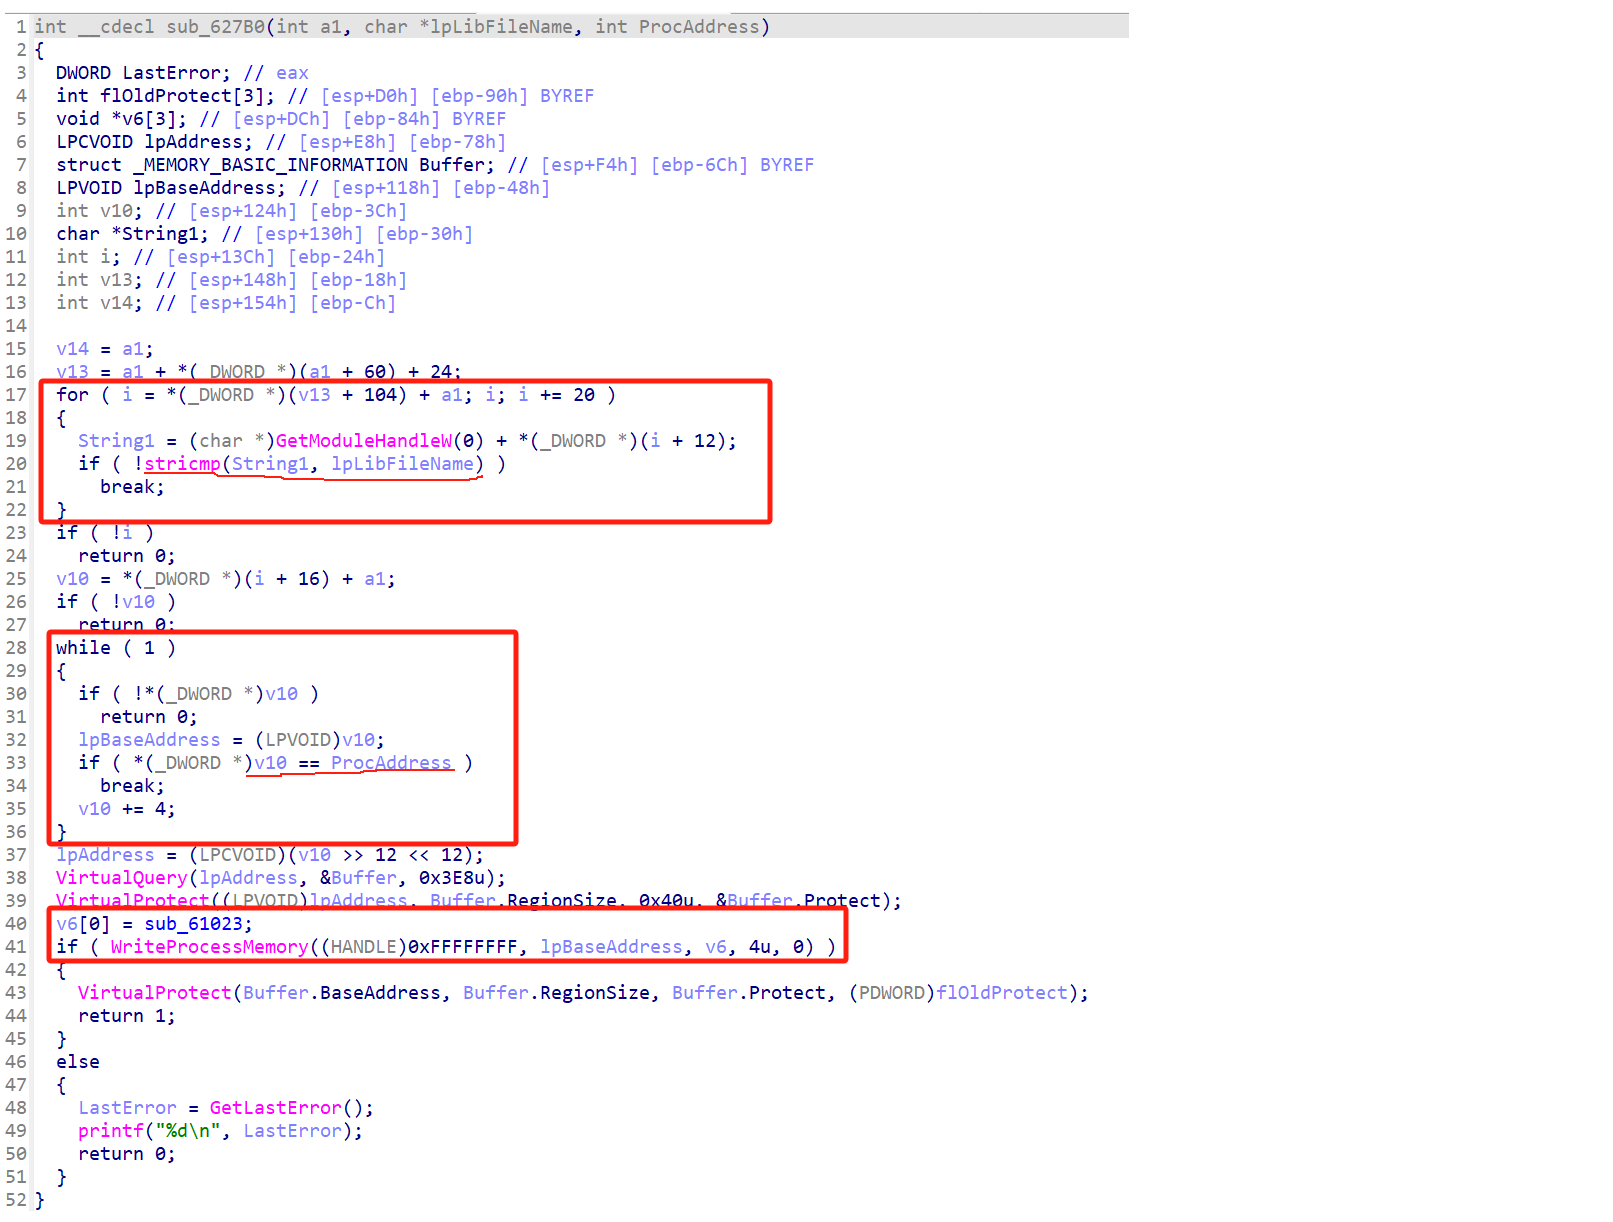 1 int __cdecl sub_627B0(int a1, char *lpLibFileName, int ProcAddress)
2 {
3 DWORD LastError; // eax
4 int flOldProtect[3]; // [esp+D0h] [ebp-90h] BYREF
5 void *v6[3]; // [esp+DCh] [ebp-84h] BYREF
6 LPCVOID lpAddress; // [esp+E8h] [ebp-78h]
7 struct _MEMORY_BASIC_INFORMATION Buffer; // [esp+F4h] [ebp-6Ch] BYREF
8 LPVOID lpBaseAddress; // [esp+118h] [ebp-48h]
9 int v10; // [esp+124h] [ebp-3Ch]
10 char *String1; // [esp+130h] [ebp-30h]
11 int i; // [esp+13Ch] [ebp-24h]
12 int v13; // [esp+148h] [ebp-18h]
13 int v14; // [esp+154h] [ebp-Ch]
14
15 v14 = a1;
16 v13 = a1 + *(_DWORD *)(a1 + 60) + 24;
17 for ( i = *(_DWORD *)(v13 + 104) + a1; i; i += 20 )
18 {
19 String1 = (char *)GetModuleHandleW(0) + *(_DWORD *)(i + 12);
20 if ( !stricmp(String1, lpLibFileName) )
21 break;
22 }
23 if ( !i )
24 return 0;
25 v10 = *(_DWORD *)(i + 16) + a1;
26 if ( !v10 )
27 return 0;
28 while ( 1 )
29 {
30 if ( !*(_DWORD *)v10 )
31 return 0;
32 lpBaseAddress = (LPVOID)v10;
33 if ( *(_DWORD *)v10 == ProcAddress )
34 break;
35 v10 += 4;
36 }
37 lpAddress = (LPCVOID)(v10 >> 12 << 12);
38 VirtualQuery(lpAddress, &Buffer, 0x3E8u);
39 VirtualProtect((LPVOID)lpAddress, Buffer.RegionSize, 0x40u, &Buffer.Protect);
40 v6[0] = sub_61023;
41 if ( WriteProcessMemory((HANDLE)0xFFFFFFFF, lpBaseAddress, v6, 4u, 0) )
42 {
43 VirtualProtect(Buffer.BaseAddress, Buffer.RegionSize, Buffer.Protect, (PDWORD)flOldProtect);
44 return 1;
45 }
46 else
47 {
48 LastError = GetLastError();
49 printf("%d\n", LastError);
50 return 0;
51 }
52 }